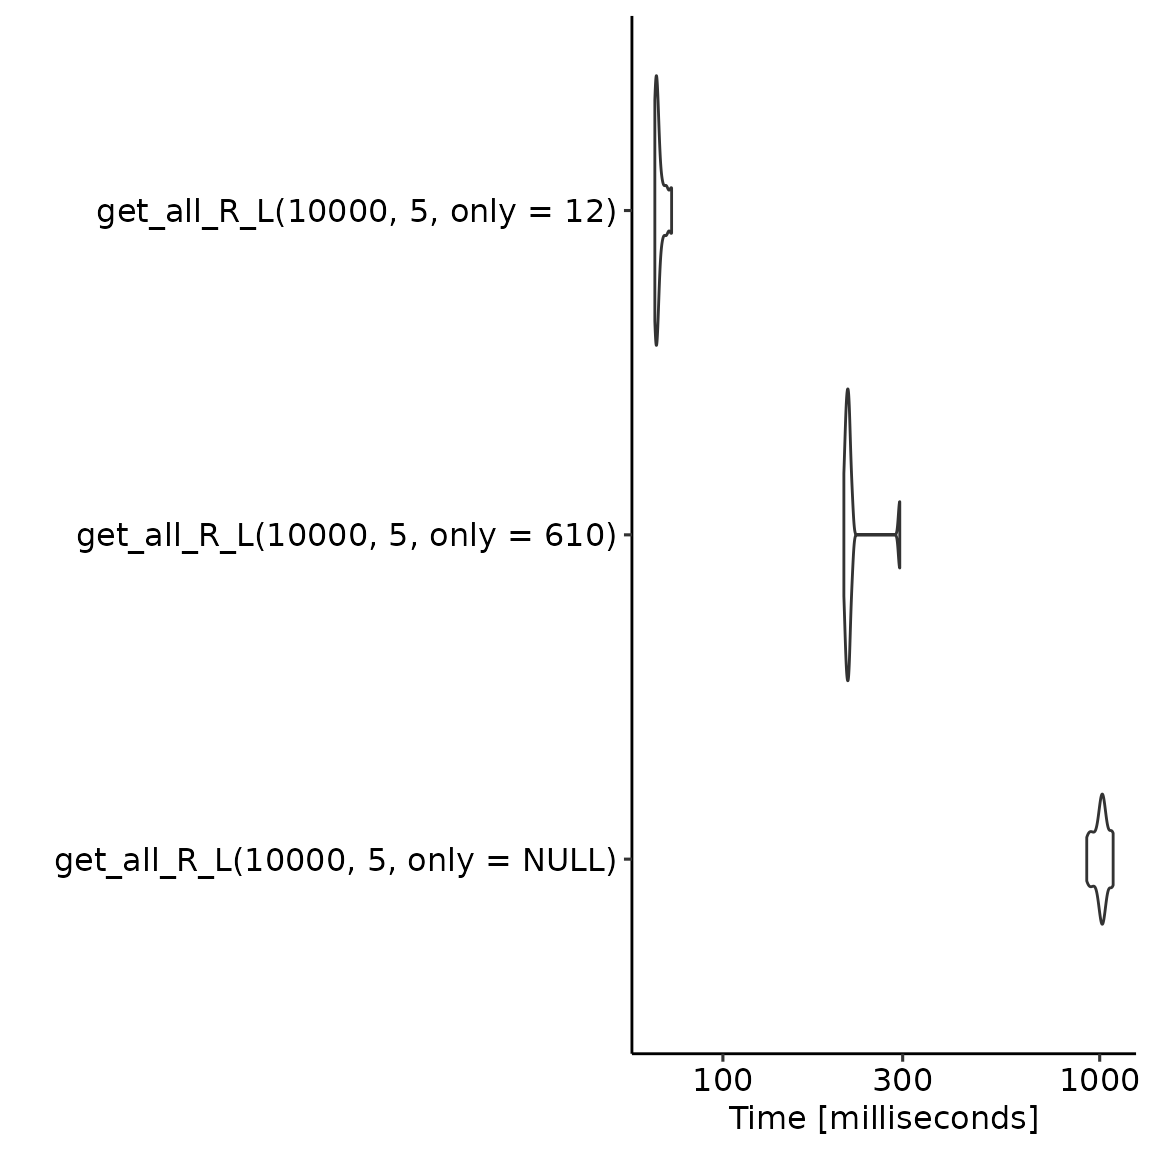 get_all_R_L(10000, 5, only = 12)
get_all_R_L(10000, 5, only = 610)
get_all_R_L(10000, 5, only = NULL)
100 300 1000
Time [milliseconds]